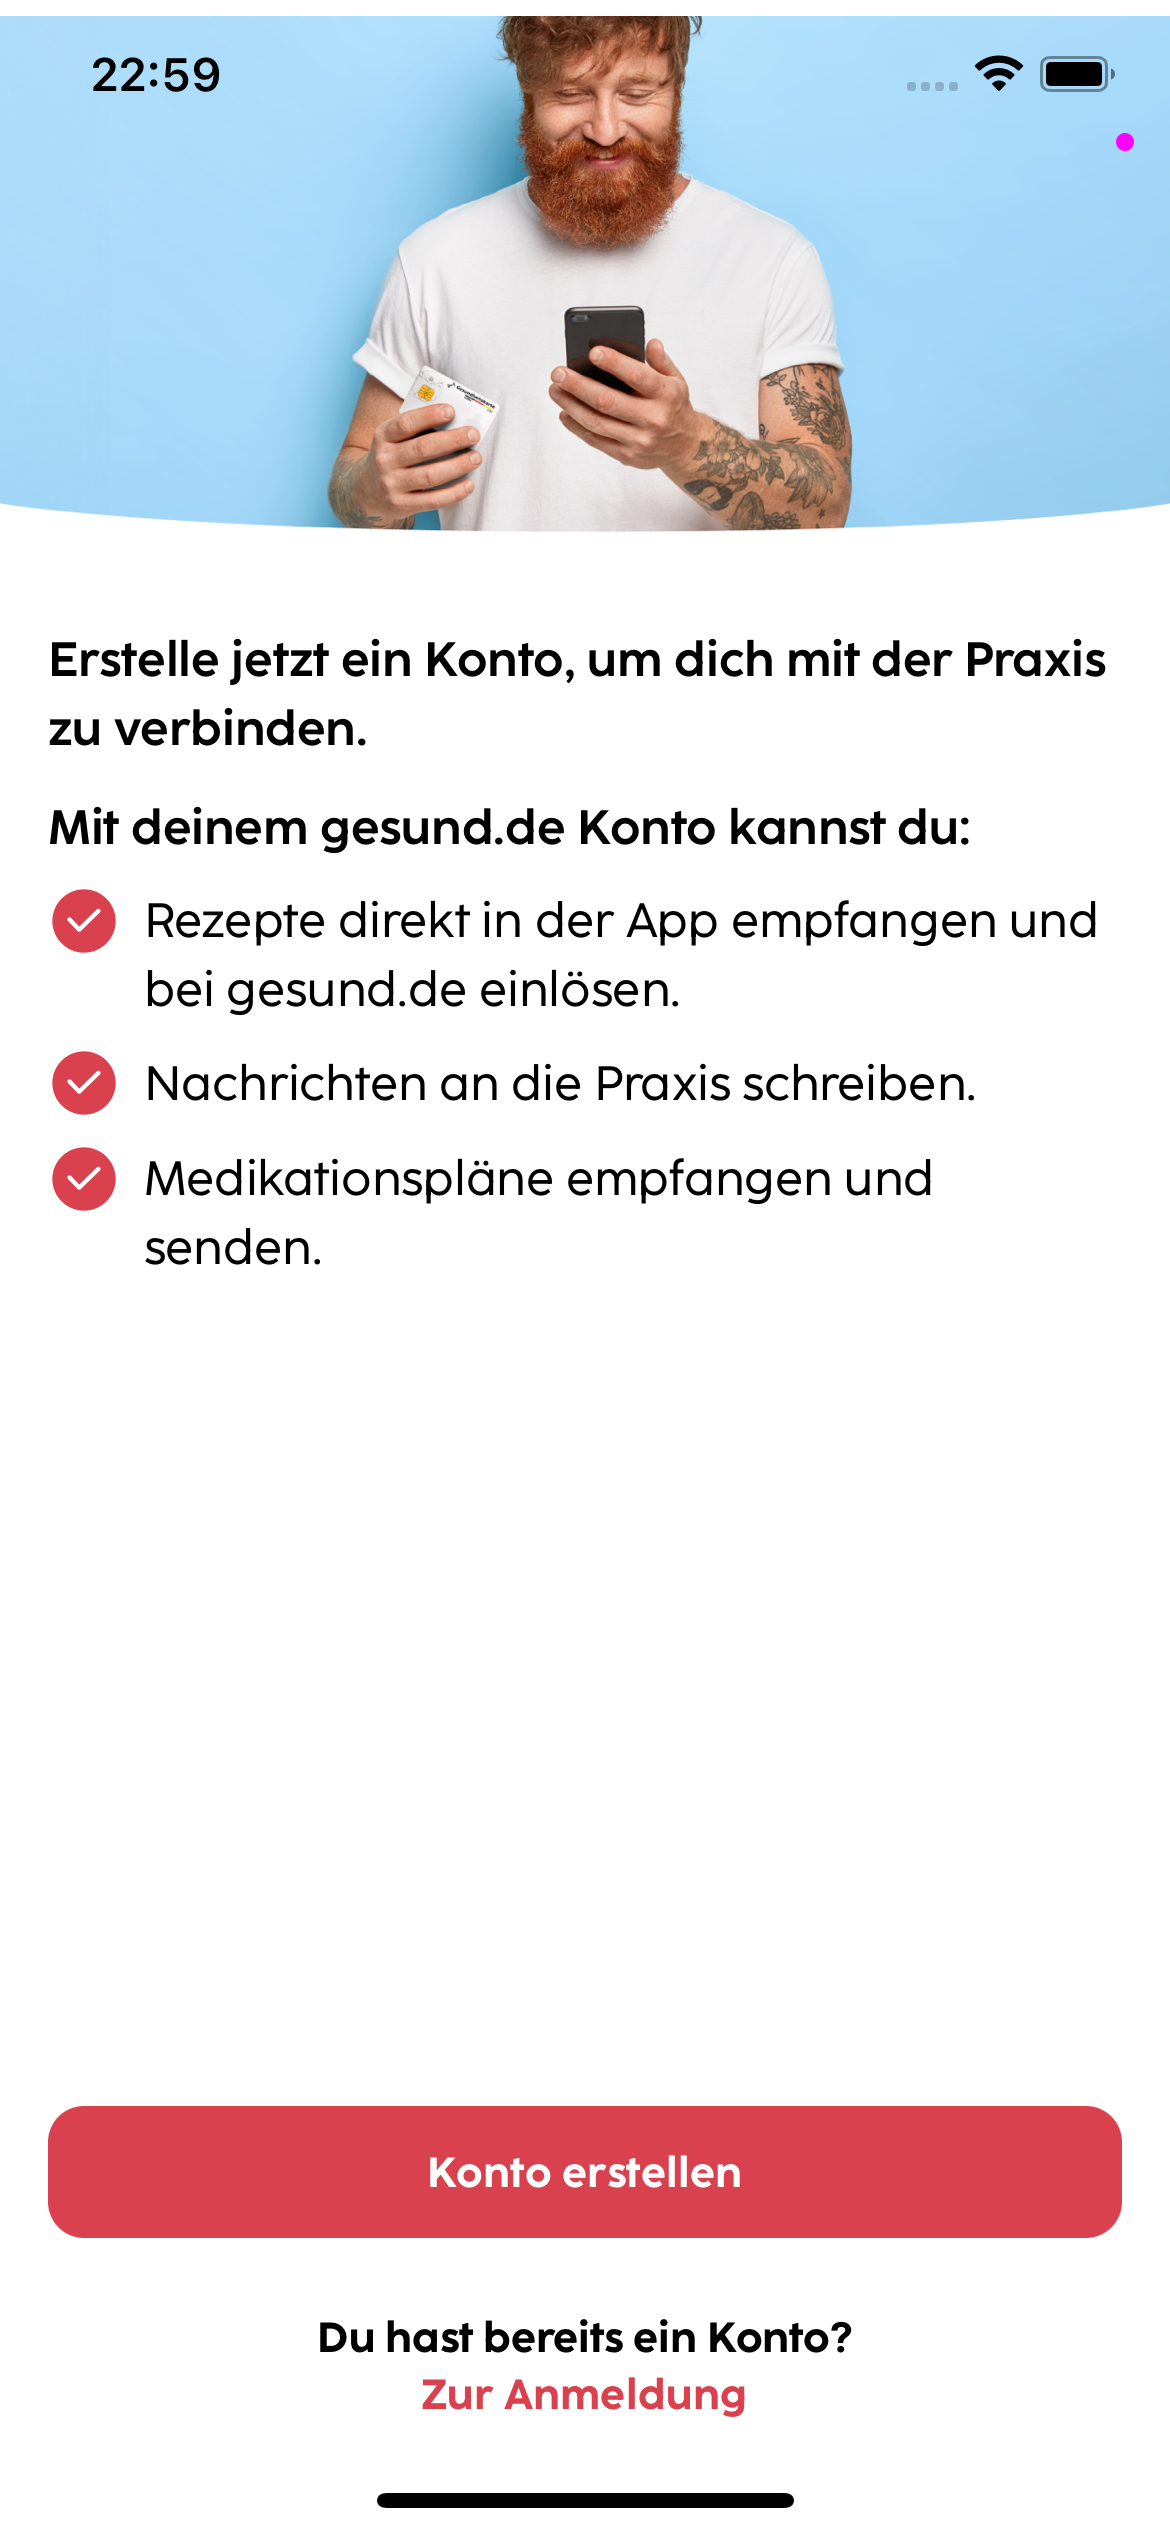 22:59
Gesundheitskarte
Erstelle jetzt ein Konto, um dich mit der Praxis
zu verbinden.
Mit deinem gesund.de Konto kannst du:
Rezepte direkt in der App empfangen und
bei gesund.de einlösen.
Nachrichten an die Praxis schreiben.
Medikationspläne empfangen und
senden.
Konto erstellen
Du hast bereits ein Konto?
Zur Anmeldung